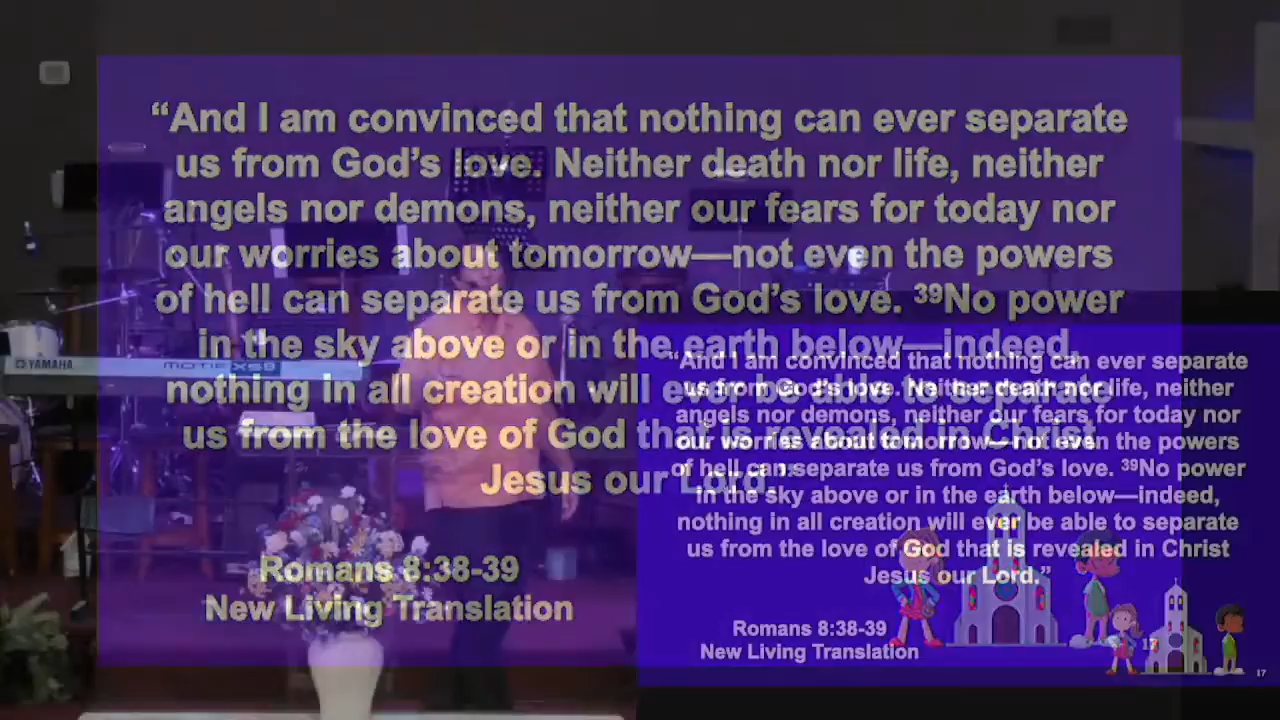 “And I am convinced that nothing can ever separate
us from God’s love. Neither death nor life, neither
angels nor demons, neither our fears for today nor
our worries about tomorrow—not even the powers
of hell can separate us from God’s love. ³⁹No power
in the sky above or in the earth below—indeed,
nothing in all creation will ever be able to separate
us from the love of God that is revealed in Christ
Jesus our Lord.”
Romans 8:38-39
New Living Translation
17
YAMAHA
MOTIF XS8
“And I am convinced that nothing can ever separate
us from God’s love. Neither death nor life, neither
angels nor demons, neither our fears for today nor
our worries about tomorrow—not even the powers
of hell can separate us from God’s love. ³⁹No power
in the sky above or in the earth below—indeed,
nothing in all creation will ever be able to separate
us from the love of God that is revealed in Christ
Jesus our Lord.”
Romans 8:38-39
New Living Translation
17